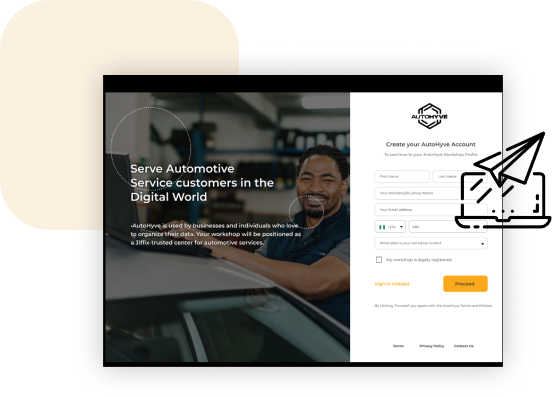 AUTOHYVE
Serve Automotive
Service customers in the
Digital World
•AutoHyve is used by businesses and individuals who love
to organize their data. Your workshop will be positioned as
a Jiffix-trusted center for automotive services.
Create your AutoHyve Account
To continue to your AutoHyve Workshop Profile
First Name
Last Name
Your Workshop/Business Name
Your Email address
+234
080
What state is your workshop located
My workshop is legally registered
Sign in instead
Proceed
By clicking 'Proceed' you agree with the AutoHyve Terms and Policies
Terms
Privacy Policy
Contact Us